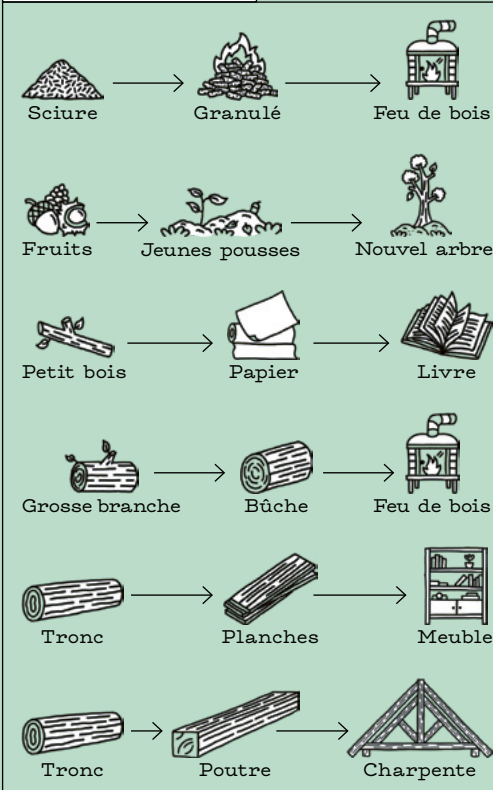 Sciure Granulé Feu de bois
Fruits Jeunes pousses Nouvel arbre
Petit bois Papier Livre
Grosse branche Bûche Feu de bois
Tronc Planches Meuble
Tronc Poutre Charpente